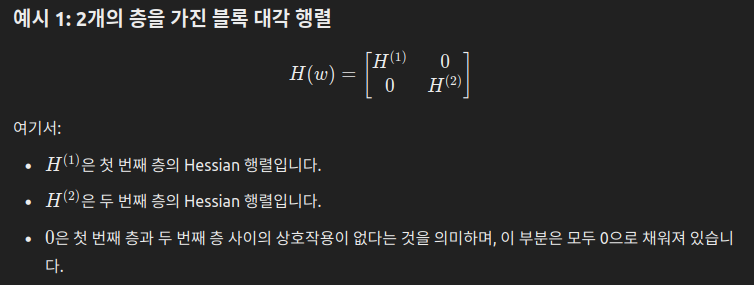 예시 1: 2개의 층을 가진 블록 대각 행렬
H(w) = [H^(1) 0
0 H^(2)]
여기서:
• H^(1)은 첫 번째 층의 Hessian 행렬입니다.
• H^(2)은 두 번째 층의 Hessian 행렬입니다.
• 0은 첫 번째 층과 두 번째 층 사이의 상호작용이 없다는 것을 의미하며, 이 부분은 모두 0으로 채워져 있습니
다.